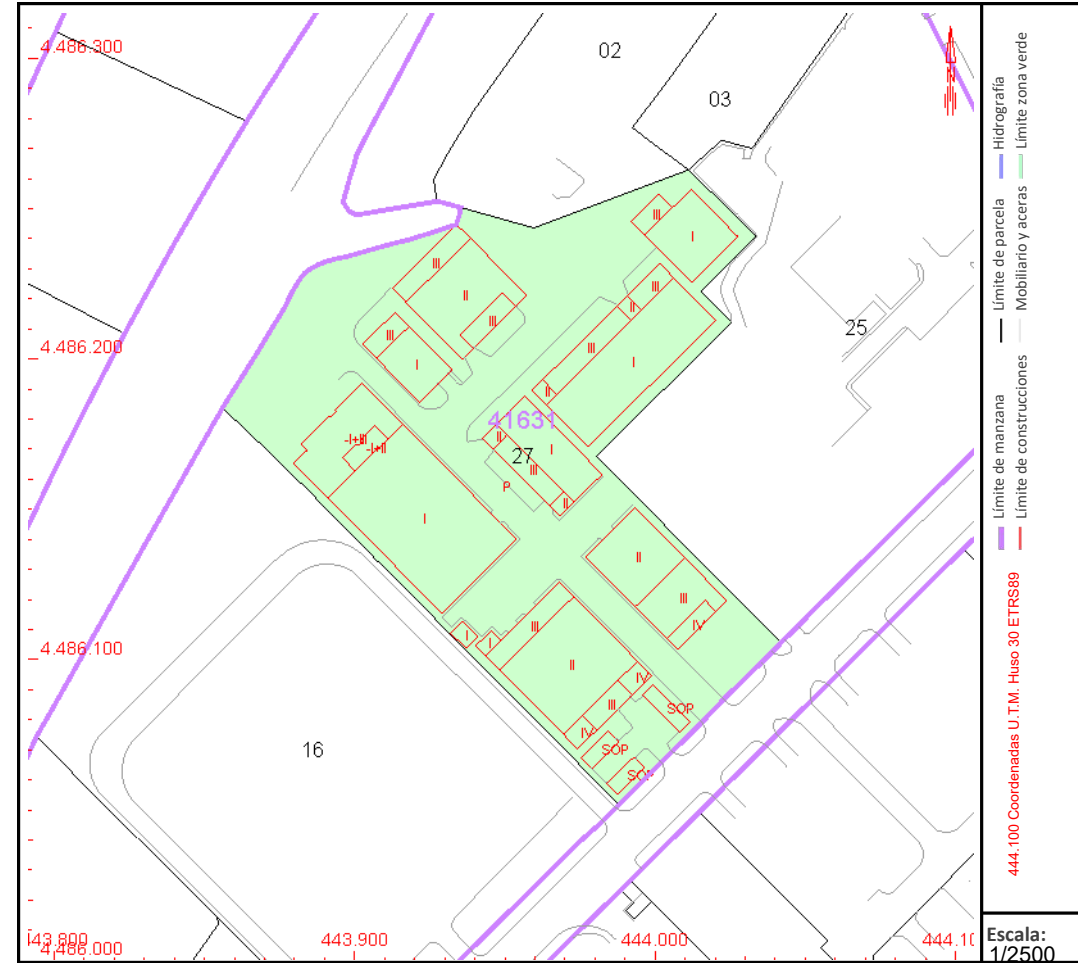 4.486.300
02
03
III
I
III
II
III
III
II
III
I
25
4.486.200
III
I
II
41631
-I+III
-I+II
II
I
27
III
P
II
I
II
III
IV
4.486.100
I
I
III
II
IV
III
SOP
IV
SOP
SOP
16
443.800
443.900
444.000
444.10
4.486.000
Límite de manzana
Límite de construcciones
Límite de parcela
Mobiliario y aceras
Hidrografía
Límite zona verde
444.100 Coordenadas U.T.M. Huso 30 ETRS89
Escala:
1/2500